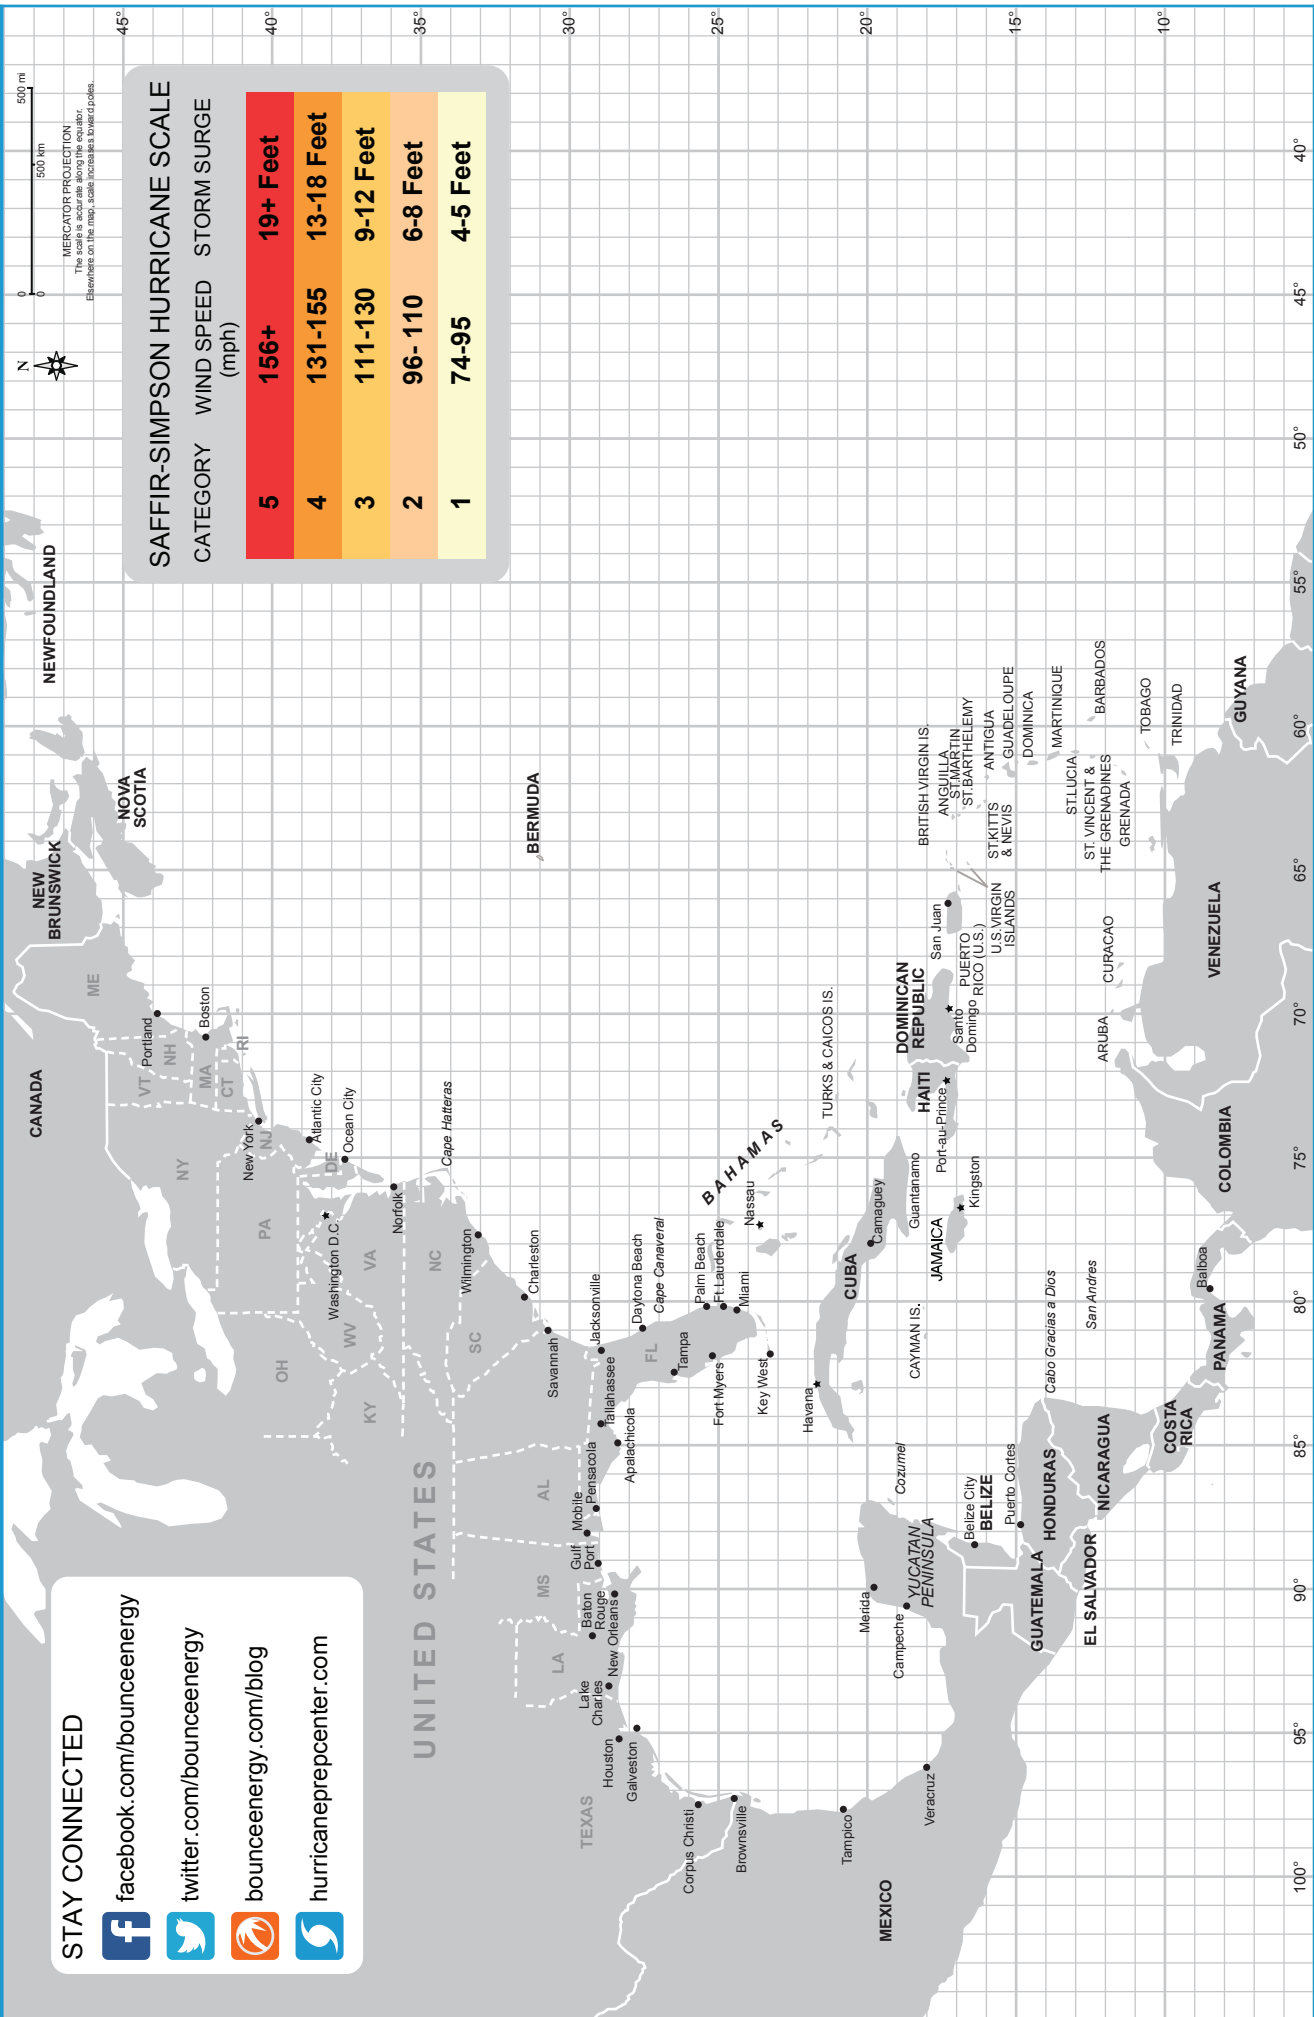 STAY CONNECTED
facebook.com/bounceenergy
twitter.com/bounceenergy
bounceenergy.com/blog
hurricaneprepcenter.com
N
0
500 mi
0
500 km
MERCATOR PROJECTION
The scale is accurate along the equator.
Elsewhere on the map, scale increases toward poles.
SAFFIR-SIMPSON HURRICANE SCALE
CATEGORY WIND SPEED STORM SURGE
(mph)
5 156+ 19+ Feet
4 131-155 13-18 Feet
3 111-130 9-12 Feet
2 96- 110 6-8 Feet
1 74-95 4-5 Feet
CANADA
NEW
BRUNSWICK
NOVA
SCOTIA
NEWFOUNDLAND
ME
VT
NH
MA
CT
RI
NY
PA
NJ
DE
OH
WV
VA
KY
NC
SC
AL
MS
LA
FL
TEXAS
UNITED STATES
Portland
Boston
New York
Atlantic City
Ocean City
Washington D.C.
Norfolk
Cape Hatteras
Wilmington
Charleston
Savannah
Jacksonville
Daytona Beach
Cape Canaveral
Palm Beach
Ft.Lauderdale
Miami
Tampa
Fort Myers
Key West
Tallahassee
Apalachicola
Pensacola
Mobile
Gulf
Port
Baton
Rouge
New Orleans
Lake
Charles
Houston
Galveston
Corpus Christi
Brownsville
BERMUDA
BAHAMAS
Nassau
TURKS & CAICOS IS.
Havana
CUBA
Camaguey
Guantanamo
CAYMAN IS.
JAMAICA
Kingston
HAITI
Port-au-Prince
DOMINICAN
REPUBLIC
Santo
Domingo
San Juan
PUERTO
RICO (U.S.)
U.S.VIRGIN
ISLANDS
BRITISH VIRGIN IS.
ANGUILLA
ST.MARTIN
ST.BARTHELEMY
ST.KITTS
& NEVIS
ANTIGUA
GUADELOUPE
DOMINICA
MARTINIQUE
ST.LUCIA
ST. VINCENT &
THE GRENADINES
BARBADOS
GRENADA
TOBAGO
TRINIDAD
ARUBA
CURACAO
MEXICO
Tampico
Veracruz
Merida
Campeche
YUCATAN
PENINSULA
Cozumel
Belize City
BELIZE
Puerto Cortes
GUATEMALA
HONDURAS
EL SALVADOR
NICARAGUA
Cabo Gracias a Dios
San Andres
COSTA
RICA
PANAMA
Balboa
COLOMBIA
VENEZUELA
GUYANA
45°
40°
35°
30°
25°
20°
15°
10°
100°
95°
90°
85°
80°
75°
70°
65°
60°
55°
50°
45°
40°